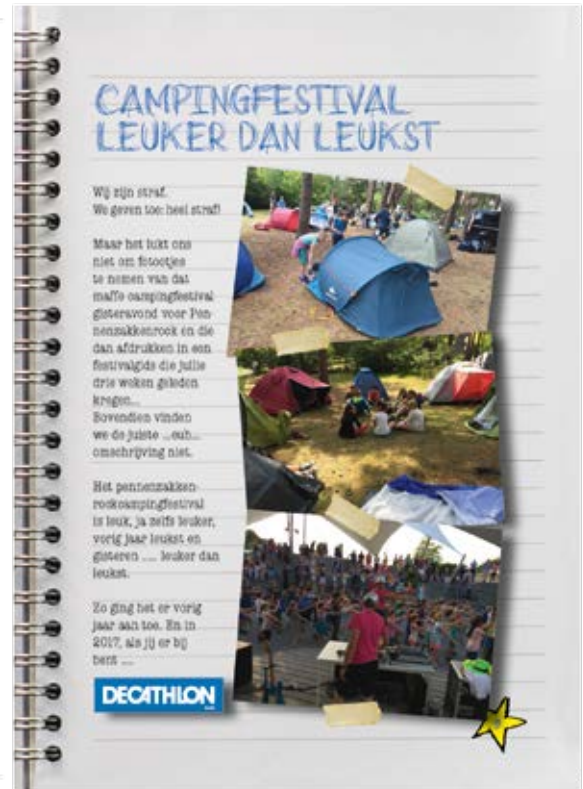 CAMPINGFESTIVAL
LEUKER DAN LEUKST
Wij zijn straf.
We geven toe: heel straf!
Maar het lukt ons
niet om fotootjes
te nemen van dat
maffe campingfestival
gisteravond voor Pen-
nenzakkenrock en die
dan afdrukken in een
festivalgids die jullie
drie weken geleden
kregen...
Bovendien vinden
we de juiste ...euh...
omschrijving niet.
Het pennenzakken-
rockcampingfestival
is leuk, ja zelfs leuker,
vorig jaar leukst en
gisteren ..... leuker dan
leukst.
Zo ging het er vorig
jaar aan toe. En in
2017, als jij er bij
bent ....
DECATHLON